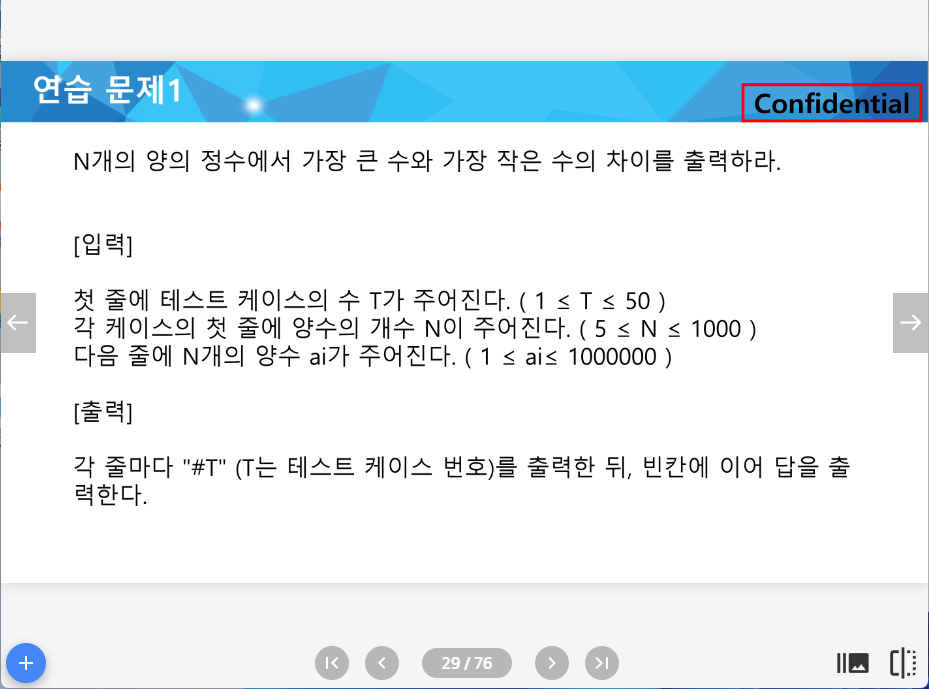 연습 문제1
Confidential
N개의 양의 정수에서 가장 큰 수와 가장 작은 수의 차이를 출력하라.
[입력]
첫 줄에 테스트 케이스의 수 T가 주어진다. ( 1 ≤ T ≤ 50 )
각 케이스의 첫 줄에 양수의 개수 N이 주어진다. ( 5 ≤ N ≤ 1000 )
다음 줄에 N개의 양수 ai가 주어진다. ( 1 ≤ ai≤ 1000000 )
[출력]
각 줄마다 "#T" (T는 테스트 케이스 번호)를 출력한 뒤, 빈칸에 이어 답을 출
력한다.
29 / 76